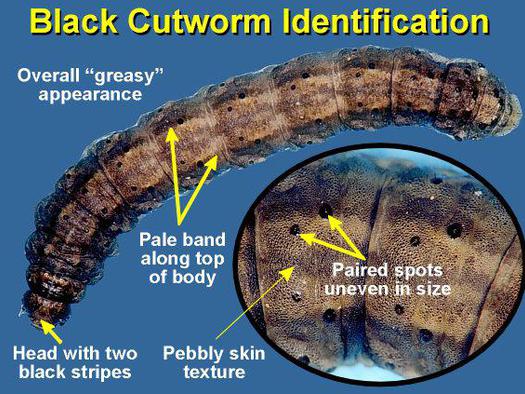 Black Cutworm Identification
Overall “greasy”
appearance
Pale band
along top
of body
Paired spots
uneven in size
Head with two
black stripes
Pebbly skin
texture